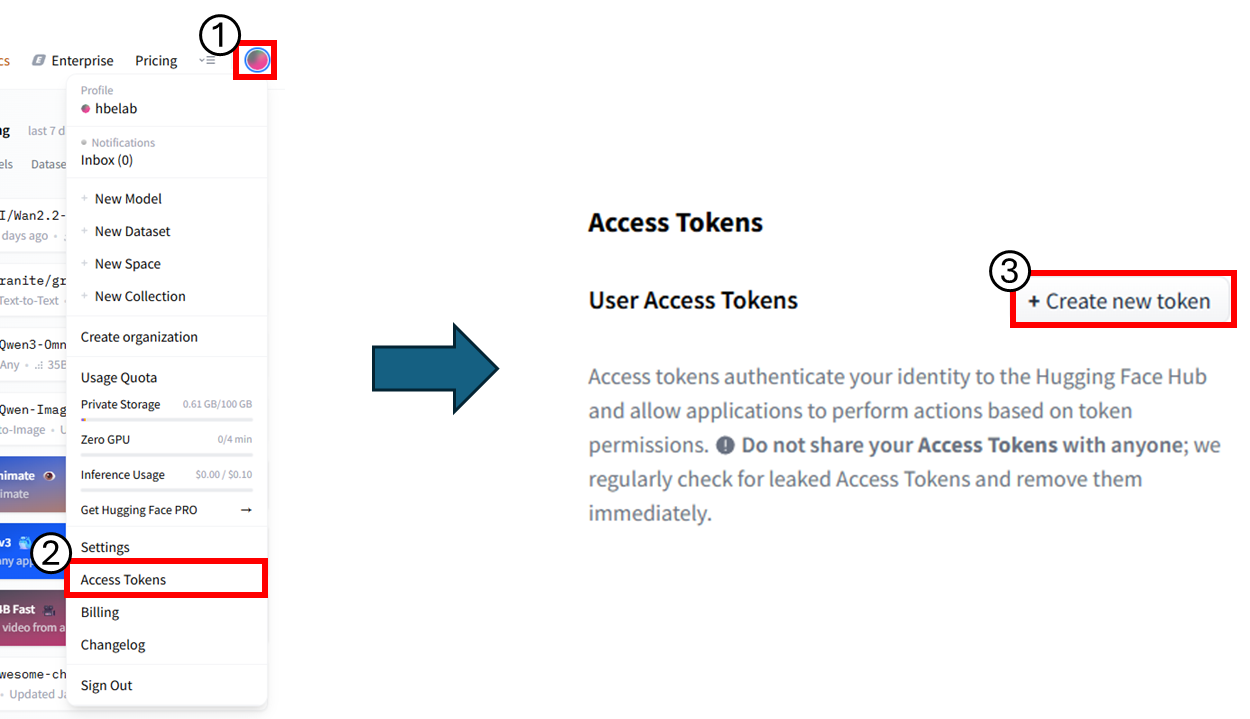 ①
cs Enterprise Pricing
Profile
hbelab
ng last 7 d
Notifications
Inbox (0)
els Datase
New Model
I/Wan2.2-
New Dataset
days ago
New Space
ranite/gr
Text-to-Text
New Collection
Create organization
Qwen3-Omn
Any 35B
Usage Quota
Private Storage 0.61 GB/100 GB
Qwen-Imag
to-Image
Zero GPU 0/4 min
nimate
Inference Usage $0.00 / $0.10
imate
Get Hugging Face PRO →
v3
②
Settings
any app
Access Tokens
4B Fast
Billing
video from a
Changelog
wesome-ch
Sign Out
Updated Ja
Access Tokens
③
User Access Tokens
+ Create new token
Access tokens authenticate your identity to the Hugging Face Hub
and allow applications to perform actions based on token
permissions. Do not share your Access Tokens with anyone; we
regularly check for leaked Access Tokens and remove them
immediately.